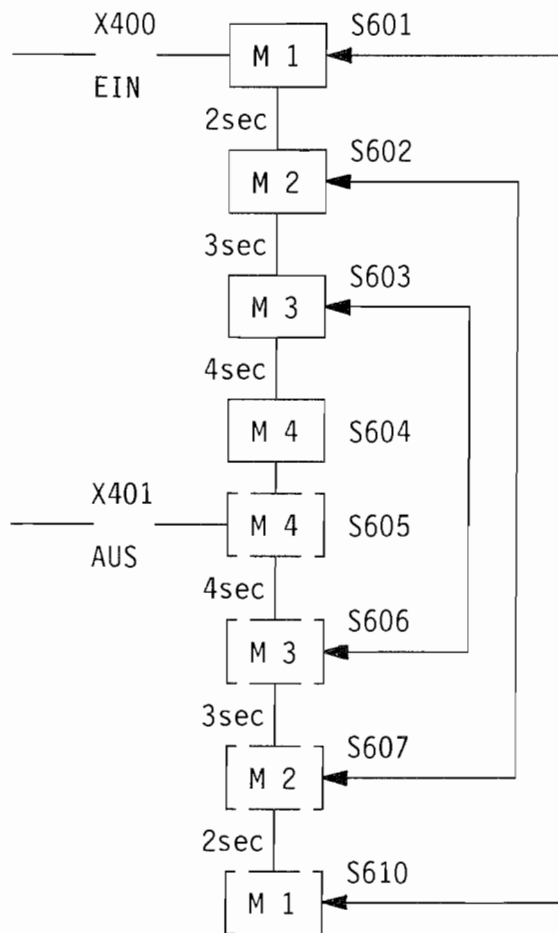 X400 M 1 S601
EIN
2sec
M 2 S602
3sec
M 3 S603
4sec
M 4 S604
X401
M 4 S605
AUS
4sec
M 3 S606
3sec
M 2 S607
2sec
M 1 S610